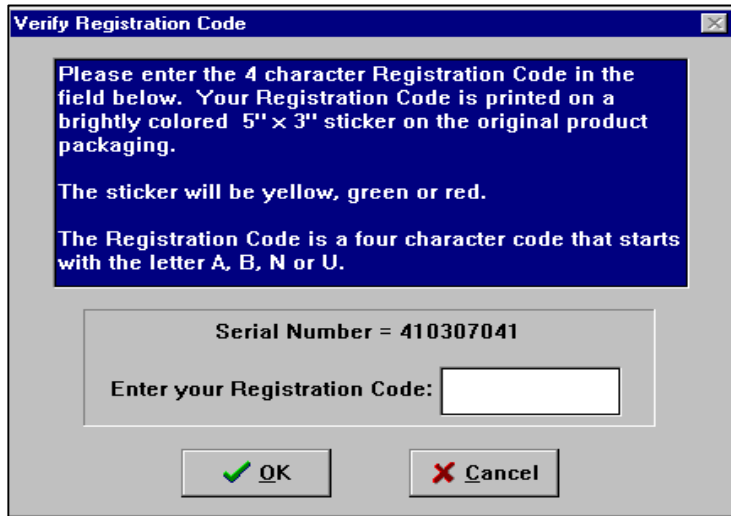 Verify Registration Code
Please enter the 4 character Registration Code in the
field below.  Your Registration Code is printed on a
brightly colored  5" x 3" sticker on the original product
packaging.
The sticker will be yellow, green or red.
The Registration Code is a four character code that starts
with the letter A, B, N or U.
Serial Number = 410307041
Enter your Registration Code:
OK
Cancel